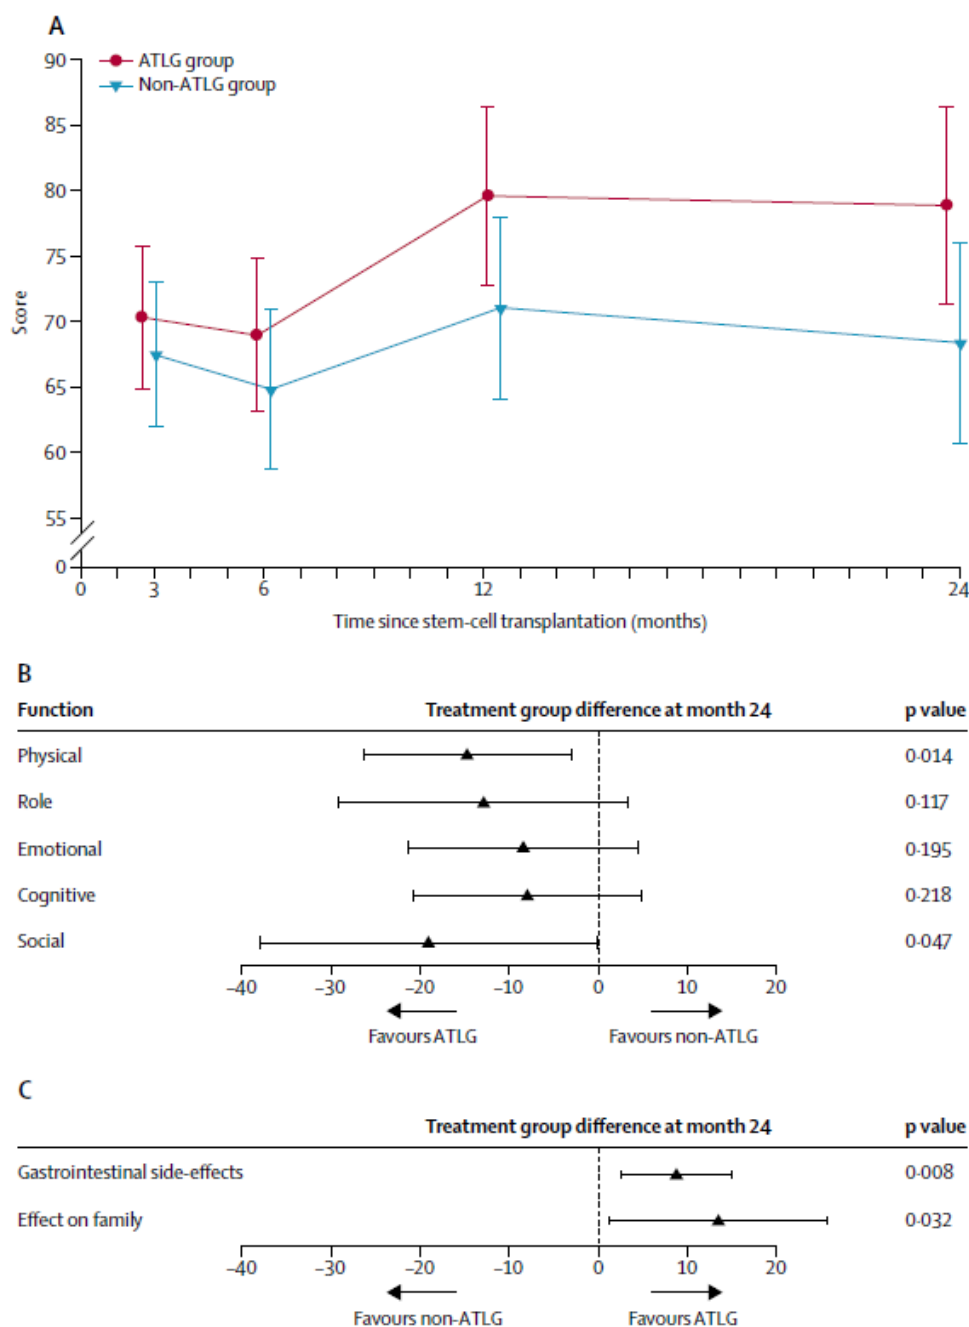 A
90
ATLG group
Non-ATLG group
85
80
75
70
65
60
55
0
Score
0 3 6 12 24
Time since stem-cell transplantation (months)
B
Function Treatment group difference at month 24 p value
Physical 0·014
Role 0·117
Emotional 0·195
Cognitive 0·218
Social 0·047
–40 –30 –20 –10 0 10 20
Favours ATLG Favours non-ATLG
C
Treatment group difference at month 24 p value
Gastrointestinal side-effects 0·008
Effect on family 0·032
–40 –30 –20 –10 0 10 20
Favours non-ATLG Favours ATLG